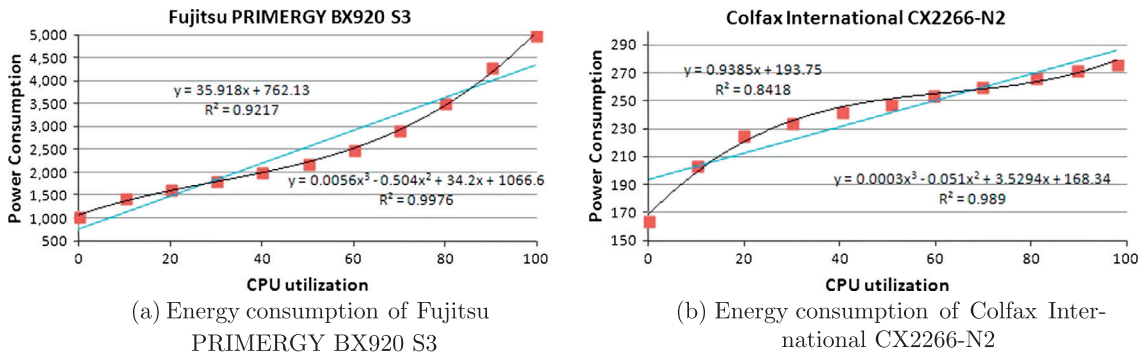 Fujitsu PRIMERGY BX920 S3
Power Consumption
5,000
4,500
4,000
3,500
3,000
2,500
2,000
1,500
1,000
500
y = 35.918x + 762.13
R² = 0.9217
y = 0.0056x³ - 0.504x² + 34.2x + 1066.6
R² = 0.9976
0 20 40 60 80 100
CPU utilization
(a) Energy consumption of Fujitsu
PRIMERGY BX920 S3
Colfax International CX2266-N2
Power Consumption
290
270
250
230
210
190
170
150
y = 0.9385x + 193.75
R² = 0.8418
y = 0.0003x³ - 0.051x² + 3.5294x + 168.34
R² = 0.989
0 20 40 60 80 100
CPU utilization
(b) Energy consumption of Colfax Inter-
national CX2266-N2